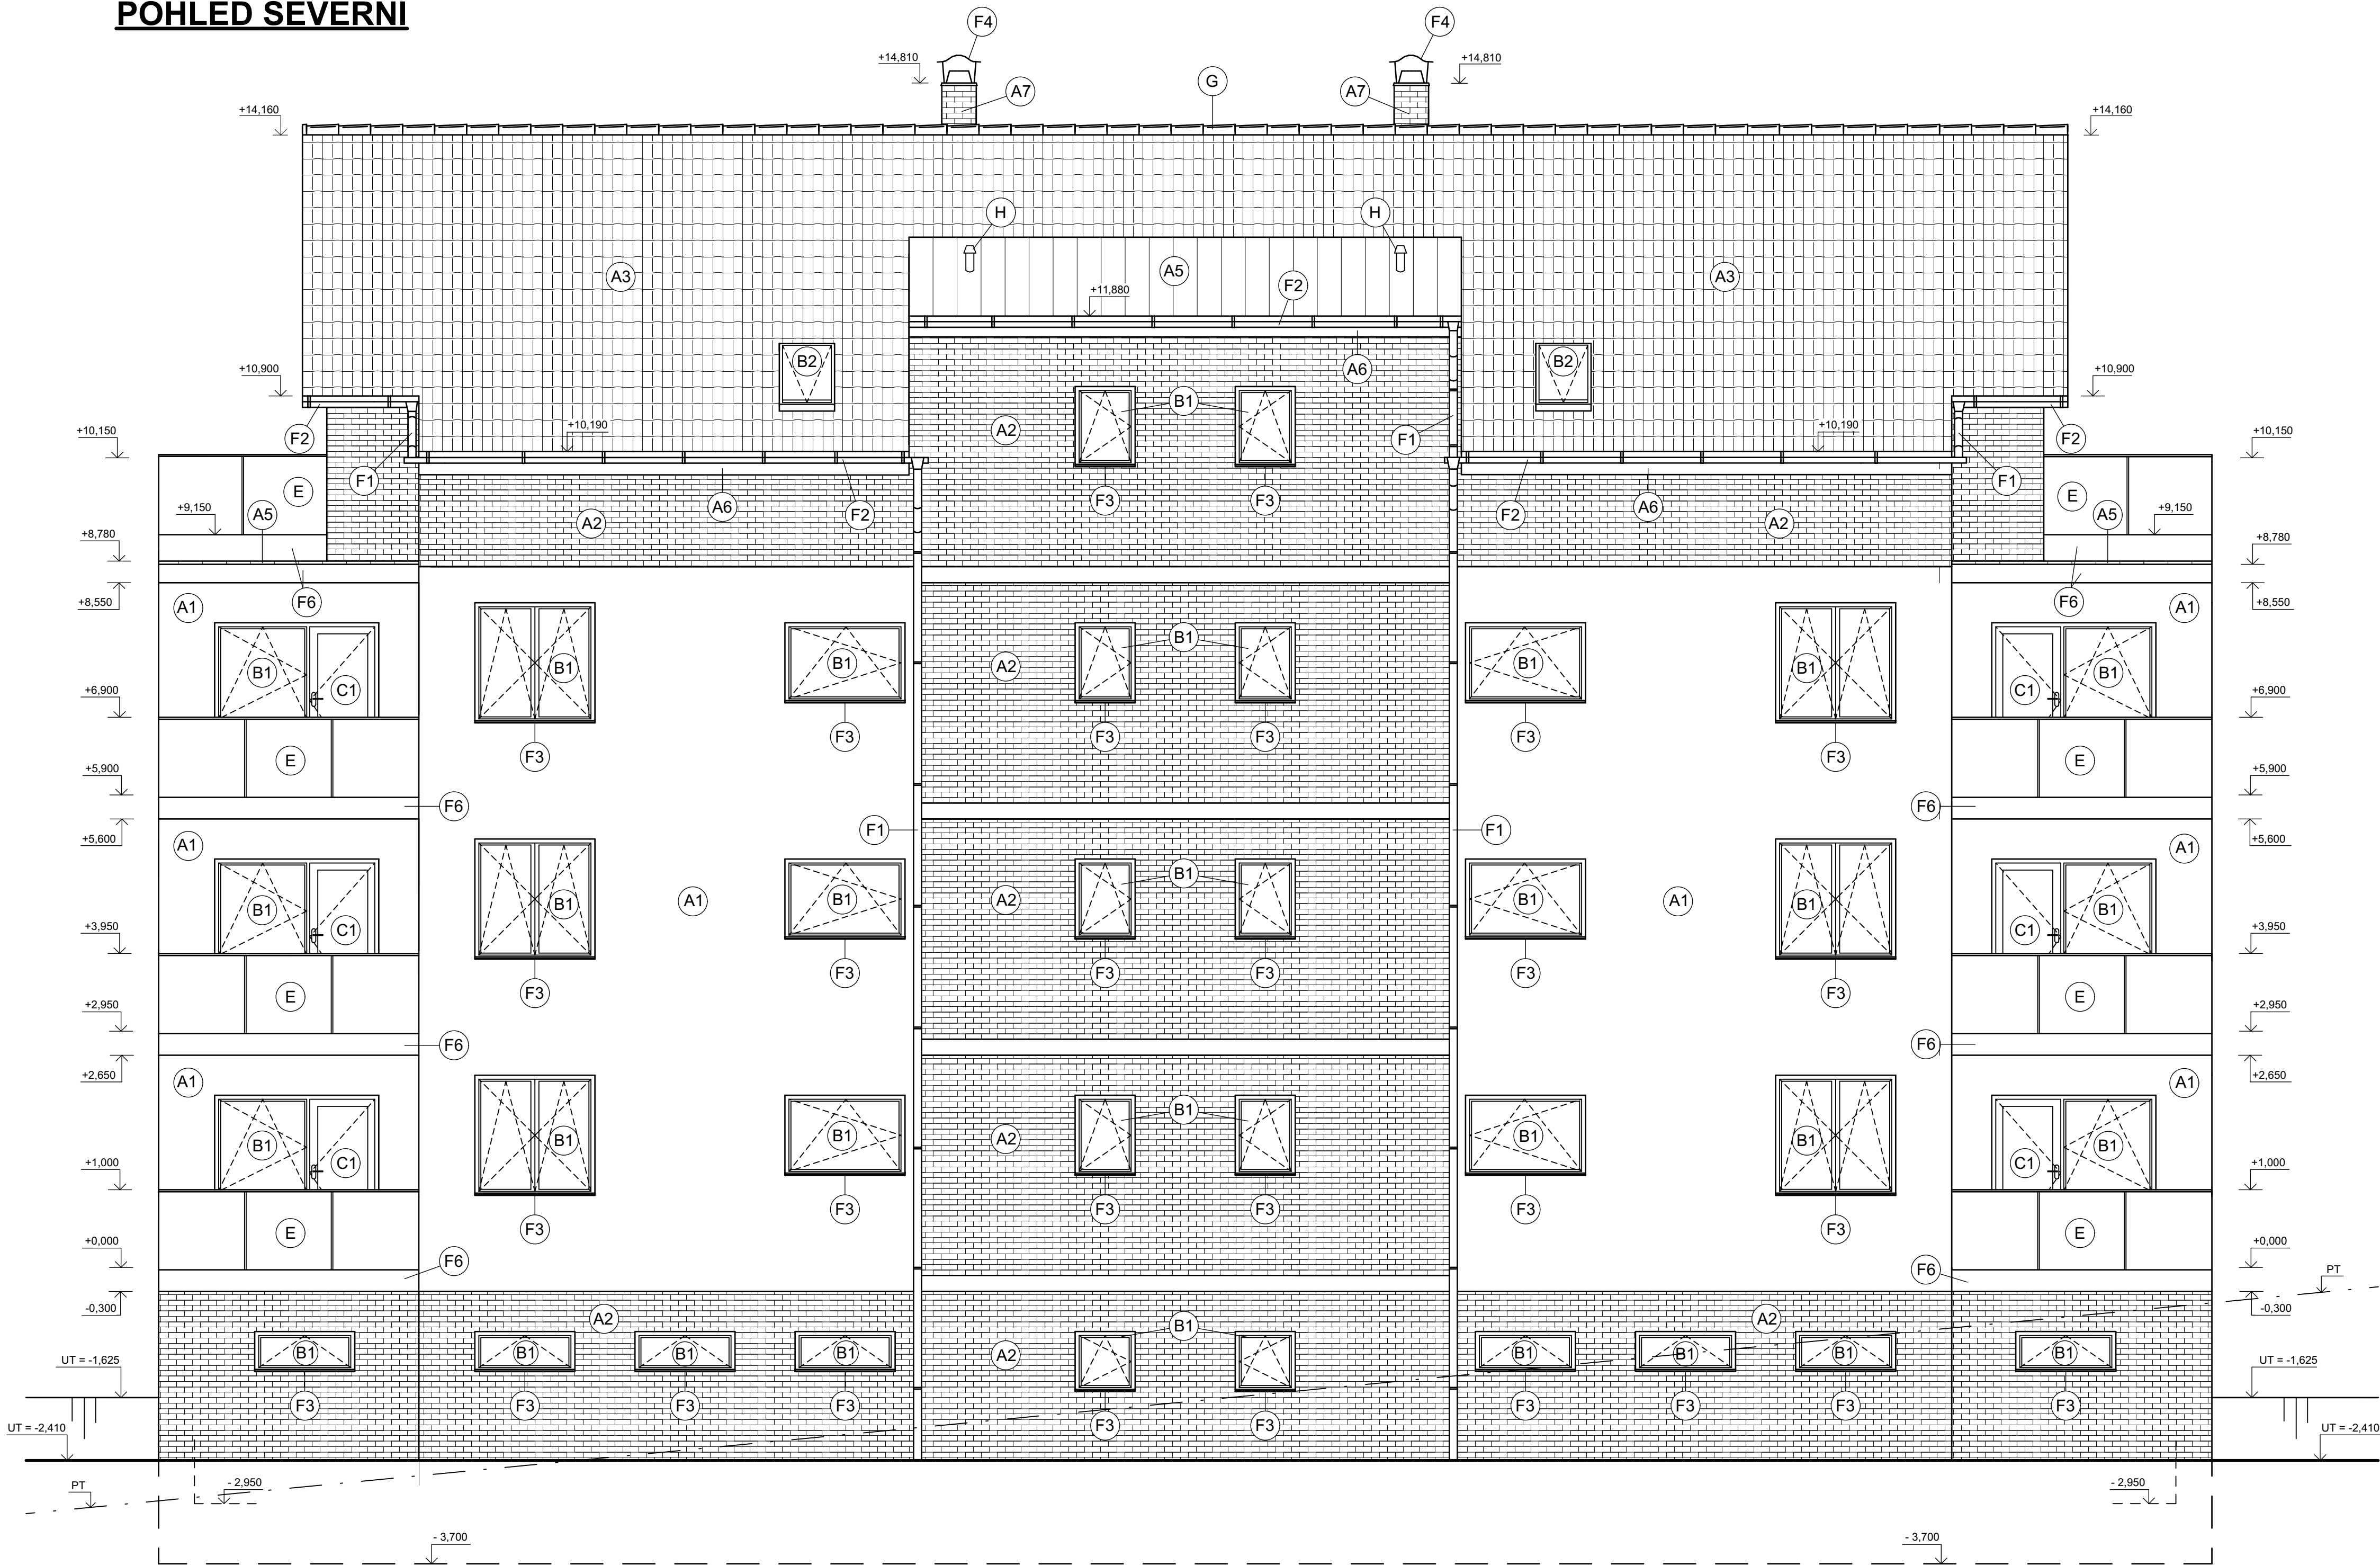 POHLED SEVERNI
F4 F4
+14,810 +14,810
A7 G A7
+14,160 +14,160
H H
A3 A5 A3
F2
+11,880
B2 A6 B2
+10,900 +10,900
B1
F2 +10,190 A2 F1 +10,190 F2
+10,150 +10,150
F1 F1
E F3 F3 E
+9,150 A5 A6 F2 F2 A6 A5 +9,150
A2 A2
+8,780 +8,780
+8,550 A1 F6 F6 A1 +8,550
B1
B1 C1 B1 B1 A2 B1 B1 C1 B1
+6,900 +6,900
F3 F3 F3 F3 F3 F3
E E
+5,900 +5,900
F6 F6
F1 F1
+5,600 A1 A1 +5,600
B1
B1 C1 B1 A1 B1 A2 B1 A1 B1 C1 B1
+3,950 +3,950
F3 F3 F3 F3 F3 F3
E E
+2,950 +2,950
F6 F6
+2,650 A1 A1 +2,650
B1
B1 C1 B1 B1 A2 B1 B1 C1 B1
+1,000 +1,000
F3 F3 F3 F3 F3 F3
E E
+0,000 +0,000
F6 F6 PT
-0,300 A2 B1 A2 -0,300
B1 B1 B1 B1 A2 B1 B1 B1 B1
UT = -1,625 UT = -1,625
F3 F3 F3 F3 F3 F3 F3 F3 F3 F3
UT = -2,410 UT = -2,410
PT - 2,950 - 2,950
- 3,700 - 3,700